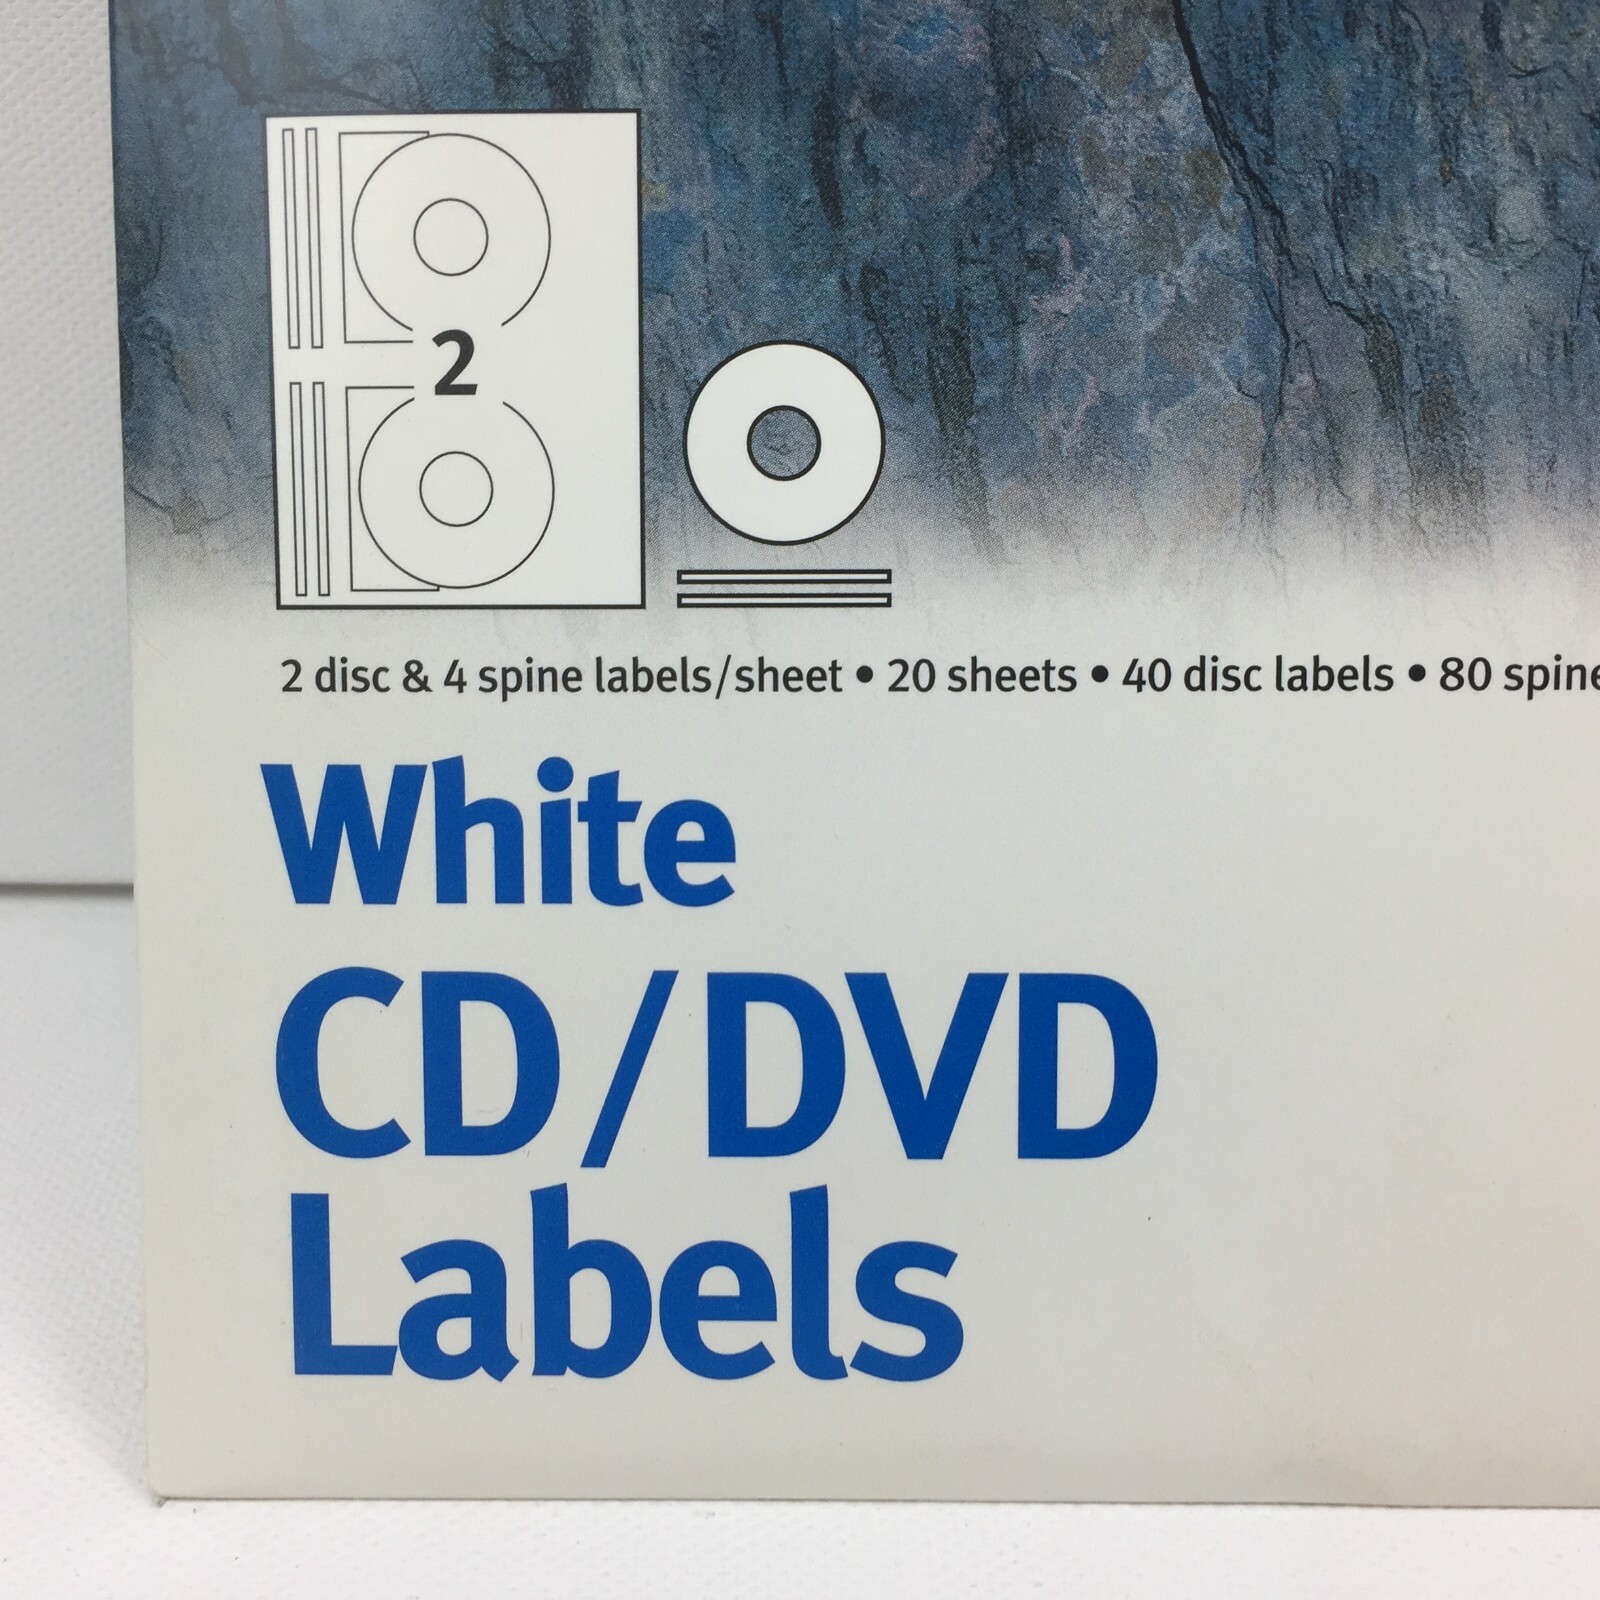 2
2 disc & 4 spine labels/sheet • 20 sheets • 40 disc labels • 80 spine
White
CD/DVD
Labels